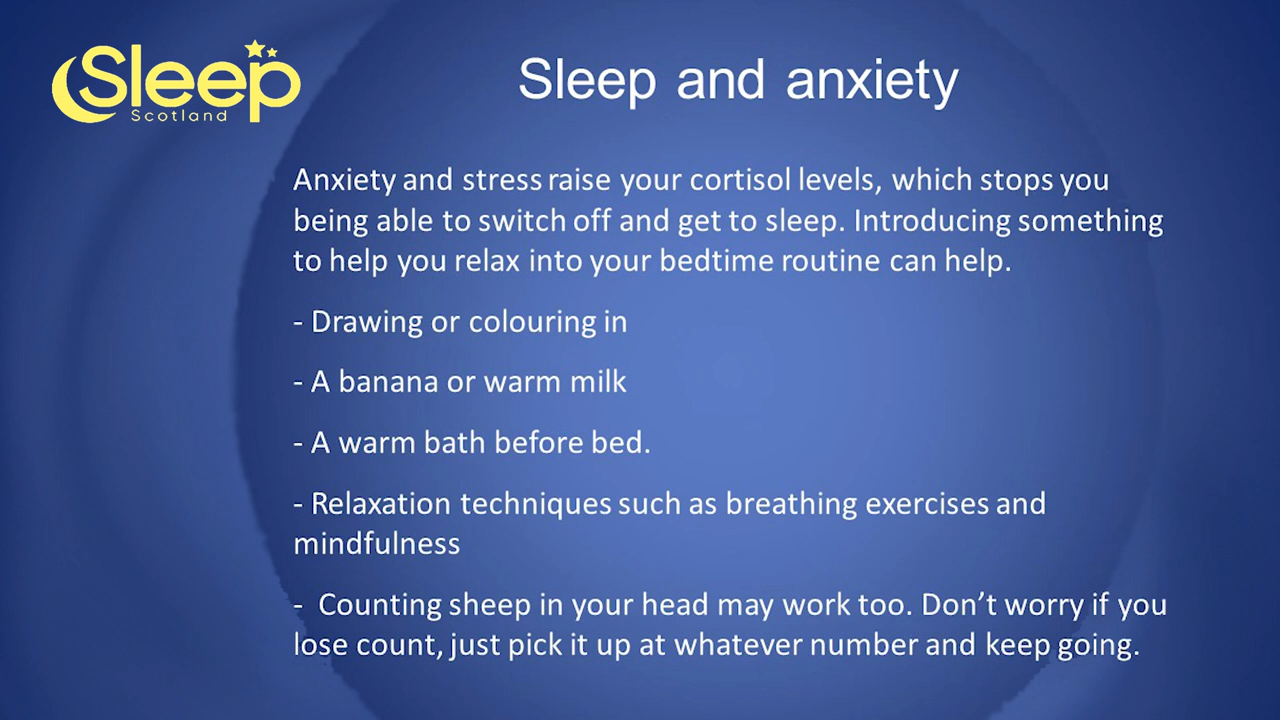 Sleep
Scotland
Sleep and anxiety
Anxiety and stress raise your cortisol levels, which stops you
being able to switch off and get to sleep. Introducing something
to help you relax into your bedtime routine can help.
- Drawing or colouring in
- A banana or warm milk
- A warm bath before bed.
- Relaxation techniques such as breathing exercises and
mindfulness
-  Counting sheep in your head may work too. Don’t worry if you
lose count, just pick it up at whatever number and keep going.